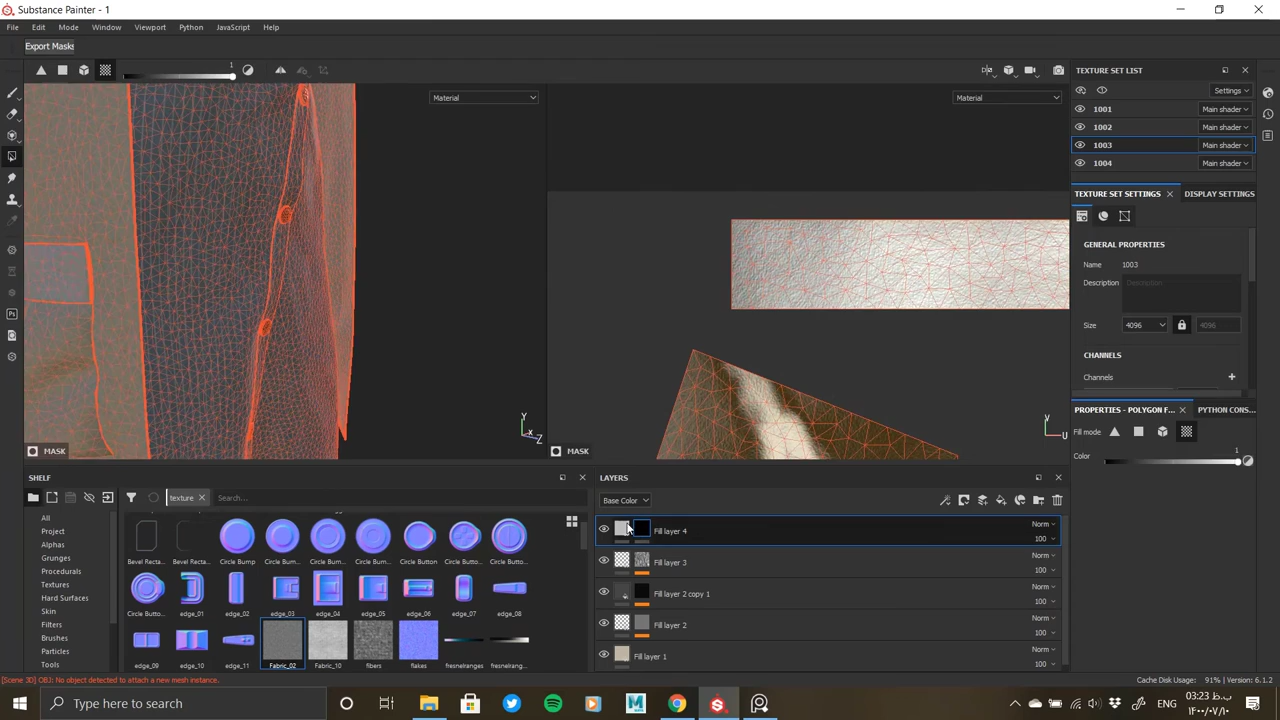 Substance Painter - 1
File Edit Mode Window Viewport Python JavaScript Help
Export Masks
1
Material
Material
Y
X
Z
V
U
MASK
MASK
TEXTURE SET LIST
Settings
1001 Main shader
1002 Main shader
1003 Main shader
1004 Main shader
TEXTURE SETTINGS DISPLAY SETTINGS
GENERAL PROPERTIES
Name 1003
Description Description
Size 4096 4096
CHANNELS
Channels
PROPERTIES - POLYGON F... PYTHON CONS...
Fill mode
1
Color
SHELF
texture Search...
All
Project
Alphas
Grunges
Procedurals
Textures
Hard Surfaces
Skin
Filters
Brushes
Particles
Tools
Bevel Recta... Bevel Recta... Circle Bum... Circle Bum... Circle Bum... Circle Button Circle Butto... Circle Butto...
Circle Butto... edge_01 edge_02 edge_03 edge_04 edge_05 edge_06 edge_07 edge_08
edge_09 edge_10 edge_11 Fabric_02 Fabric_10 fibers flakes fresnelranges fresnelrang...
LAYERS
Base Color
Fill layer 4 Norm 100
Fill layer 3 Norm 100
Fill layer 2 copy 1 Norm 100
Fill layer 2 Norm 100
Fill layer 1 Norm 100
[Scene 3D] OBJ: No object detected to attach a new mesh instance.
Cache Disk Usage: 91% | Version: 6.1.2
Type here to search
Ps
ENG
03:23 ب.ظ